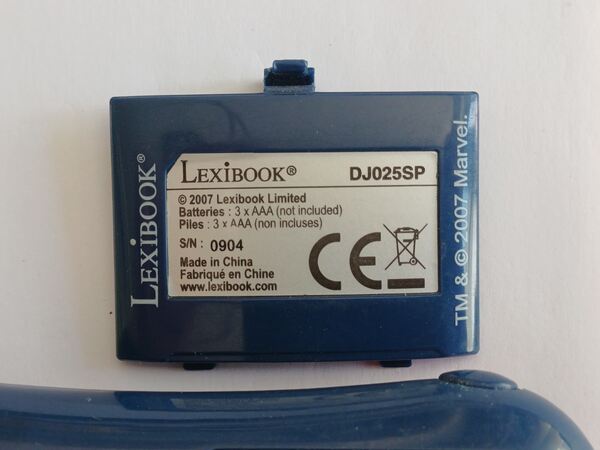 LEXIBOOK®
LEXIBOOK® DJ025SP
© 2007 Lexibook Limited
Batteries : 3 x AAA (not included)
Piles : 3 x AAA (non incluses)
S/N : 0904
Made in China
Fabriqué en Chine
www.lexibook.com
CE
TM & © 2007 Marvel.